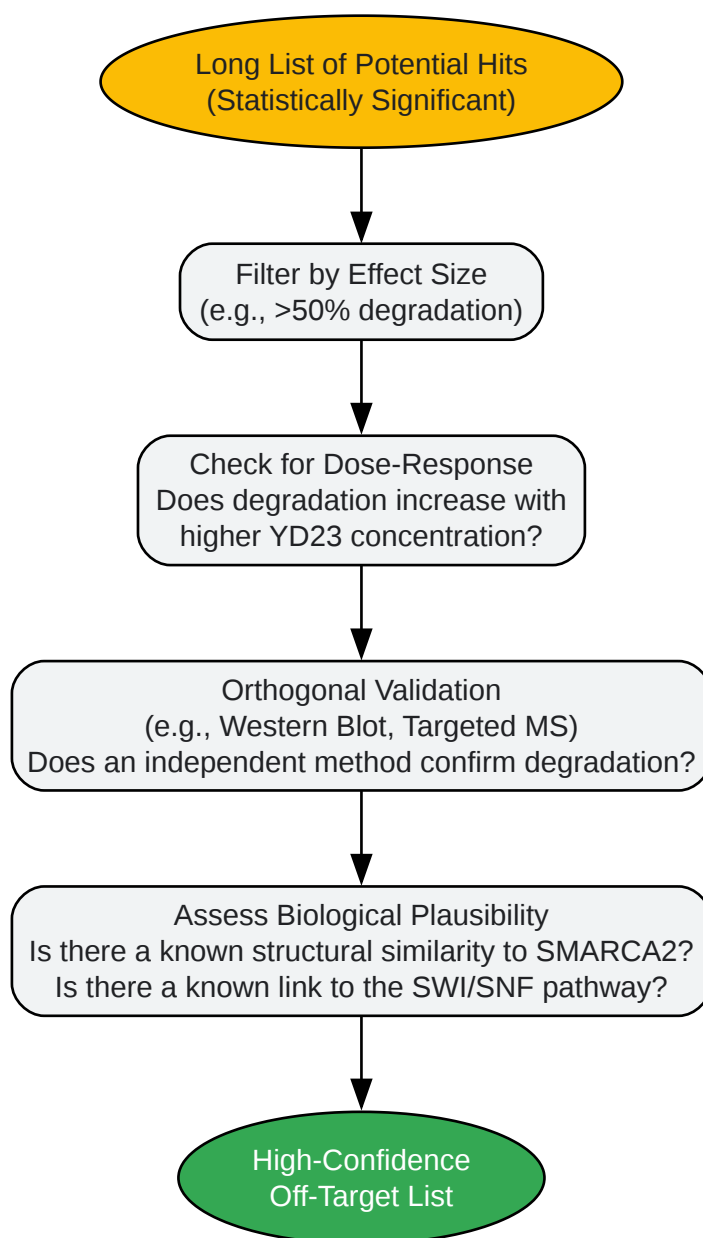 Long List of Potential Hits
(Statistically Significant)
Filter by Effect Size
(e.g., >50% degradation)
Check for Dose-Response
Does degradation increase with
higher YD23 concentration?
Orthogonal Validation
(e.g., Western Blot, Targeted MS)
Does an independent method confirm degradation?
Assess Biological Plausibility
Is there a known structural similarity to SMARCA2?
Is there a known link to the SWI/SNF pathway?
High-Confidence
Off-Target List